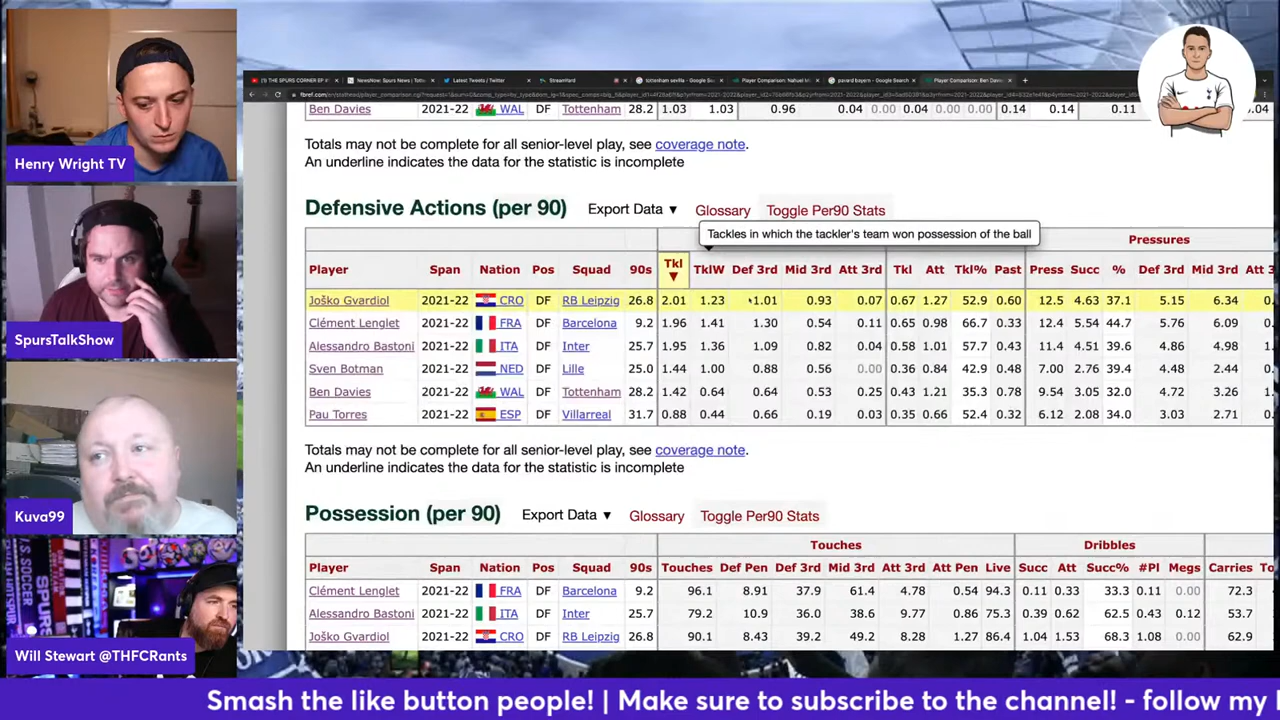 Henry Wright TV
SpursTalkShow
Kuva99
Will Stewart @THFCRants
Ben Davies WAL Tottenham 28.2 1.03 1.03 0.96 0.04 0.00 0.04 0.00 0.00 0.14 0.14 0.11 .04
Totals may not be complete for all senior-level play, see coverage note.
An underline indicates the data for the statistic is incomplete
Defensive Actions (per 90) Export Data ▼ Glossary Toggle Per90 Stats
Tackles in which the tackler's team won possession of the ball
Pressures
Player Span Nation Pos Squad 90s Tkl ▼ TklW Def 3rd Mid 3rd Att 3rd Tkl Att Tkl% Past Press Succ % Def 3rd Mid 3rd Att 3
Joško Gvardiol 2021-22 CRO DF RB Leipzig 26.8 2.01 1.23 1.01 0.93 0.07 0.67 1.27 52.9 0.60 12.5 4.63 37.1 5.15 6.34 0.
Clément Lenglet 2021-22 FRA DF Barcelona 9.2 1.96 1.41 1.30 0.54 0.11 0.65 0.98 66.7 0.33 12.4 5.54 44.7 5.76 6.09 0.
Alessandro Bastoni 2021-22 ITA DF Inter 25.7 1.95 1.36 1.09 0.82 0.04 0.58 1.01 57.7 0.43 11.4 4.51 39.6 4.86 4.98 1.
Sven Botman 2021-22 NED DF Lille 25.0 1.44 1.00 0.88 0.56 0.00 0.36 0.84 42.9 0.48 7.00 2.76 39.4 4.48 2.44 0.
Ben Davies 2021-22 WAL DF Tottenham 28.2 1.42 0.64 0.64 0.53 0.25 0.43 1.21 35.3 0.78 9.54 3.05 32.0 4.72 3.26 1.
Pau Torres 2021-22 ESP DF Villarreal 31.7 0.88 0.44 0.66 0.19 0.03 0.35 0.66 52.4 0.32 6.12 2.08 34.0 3.03 2.71 0.
Totals may not be complete for all senior-level play, see coverage note.
An underline indicates the data for the statistic is incomplete
Possession (per 90) Export Data ▼ Glossary Toggle Per90 Stats
Touches Dribbles
Player Span Nation Pos Squad 90s Touches Def Pen Def 3rd Mid 3rd Att 3rd Att Pen Live Succ Att Succ% #Pl Megs Carries To
Clément Lenglet 2021-22 FRA DF Barcelona 9.2 96.1 8.91 37.9 61.4 4.78 0.54 94.3 0.11 0.33 33.3 0.11 0.00 72.3
Alessandro Bastoni 2021-22 ITA DF Inter 25.7 79.2 10.9 36.0 38.6 9.77 0.86 75.3 0.39 0.62 62.5 0.43 0.12 53.7
Joško Gvardiol 2021-22 CRO DF RB Leipzig 26.8 90.1 8.43 39.2 49.2 8.28 1.27 86.4 1.04 1.53 68.3 1.08 0.00 62.9
Smash the like button people! | Make sure to subscribe to the channel! - follow my